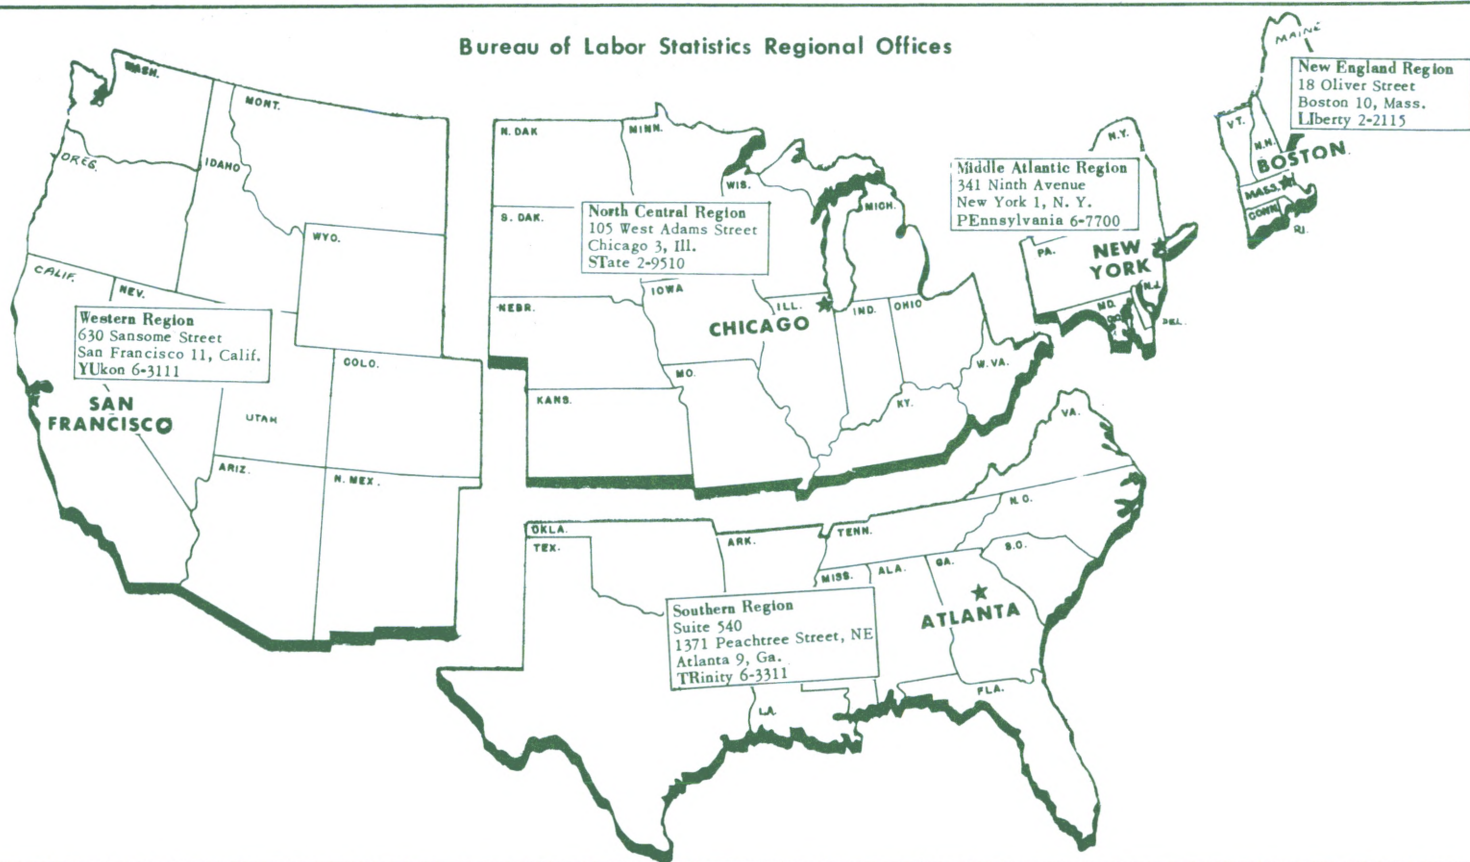 Bureau of Labor Statistics Regional Offices
MAINE
New England Region
18 Oliver Street
Boston 10, Mass.
LIberty 2-2115
VT.
N.H.
BOSTON
MASS.
CONN.
R.I.
N.Y.
Middle Atlantic Region
341 Ninth Avenue
New York 1, N. Y.
PEnnsylvania 6-7700
PA.
NEW
YORK
N.J.
MD.
DEL.
WASH.
MONT.
OREG.
IDAHO
WYO.
CALIF.
NEV.
Western Region
630 Sansome Street
San Francisco 11, Calif.
YUkon 6-3111
SAN
FRANCISCO
UTAH
COLO.
ARIZ.
N. MEX.
N. DAK
MINN.
WIS.
MICH.
S. DAK.
North Central Region
105 West Adams Street
Chicago 3, Ill.
STate 2-9510
NEBR.
IOWA
ILL.
IND.
OHIO
CHICAGO
MO.
KANS.
KY.
W. VA.
VA.
OKLA.
TEX.
ARK.
TENN.
N. C.
S.C.
MISS.
ALA.
GA.
ATLANTA
Southern Region
Suite 540
1371 Peachtree Street, NE
Atlanta 9, Ga.
TRinity 6-3311
LA.
FLA.